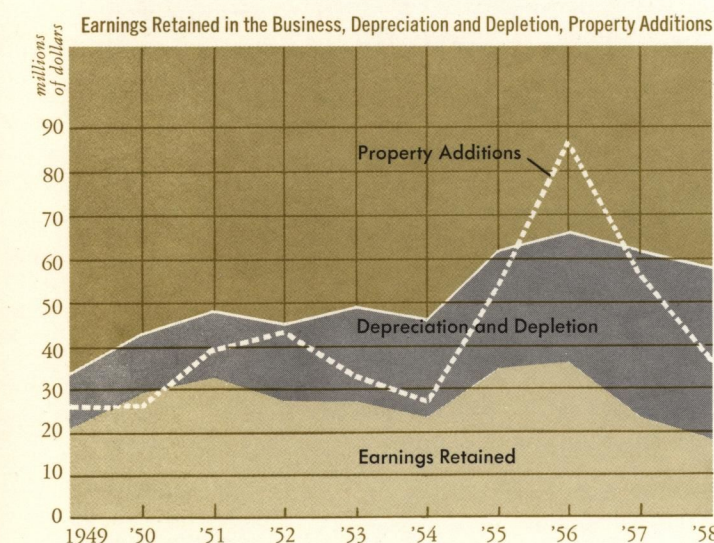 Earnings Retained in the Business, Depreciation and Depletion, Property Additions
millions
of dollars
90
80
70
60
50
40
30
20
10
0
Property Additions
Depreciation and Depletion
Earnings Retained
1949 '50 '51 '52 '53 '54 '55 '56 '57 '58